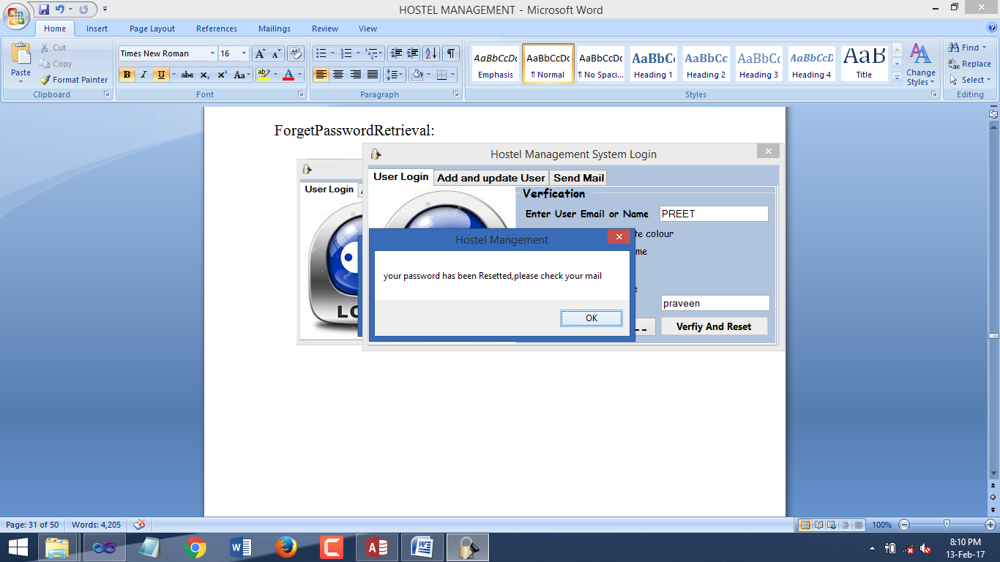 HOSTEL MANAGEMENT - Microsoft Word
Home Insert Page Layout References Mailings Review View
Paste
Cut
Copy
Format Painter
Clipboard
Times New Roman 16
B I U abc
Font
Paragraph
AaBbCcDc AaBbCcDc AaBbCcDc AaBbC AaBbCc AaBbCc AaBbCcD AaB
Emphasis ¶ Normal ¶ No Spaci... Heading 1 Heading 2 Heading 3 Heading 4 Title
Change
Styles
Styles
Find
Replace
Select
Editing
ForgetPasswordRetrieval:
User Login
LO
Hostel Management System Login
User Login Add and update User Send Mail
Verfication
Enter User Email or Name PREET
te colour
me
praveen
Verfiy And Reset
Hostel Mangement
your password has been Resetted,please check your mail
OK
Page: 31 of 50 Words: 4,205 100%
8:10 PM
13-Feb-17